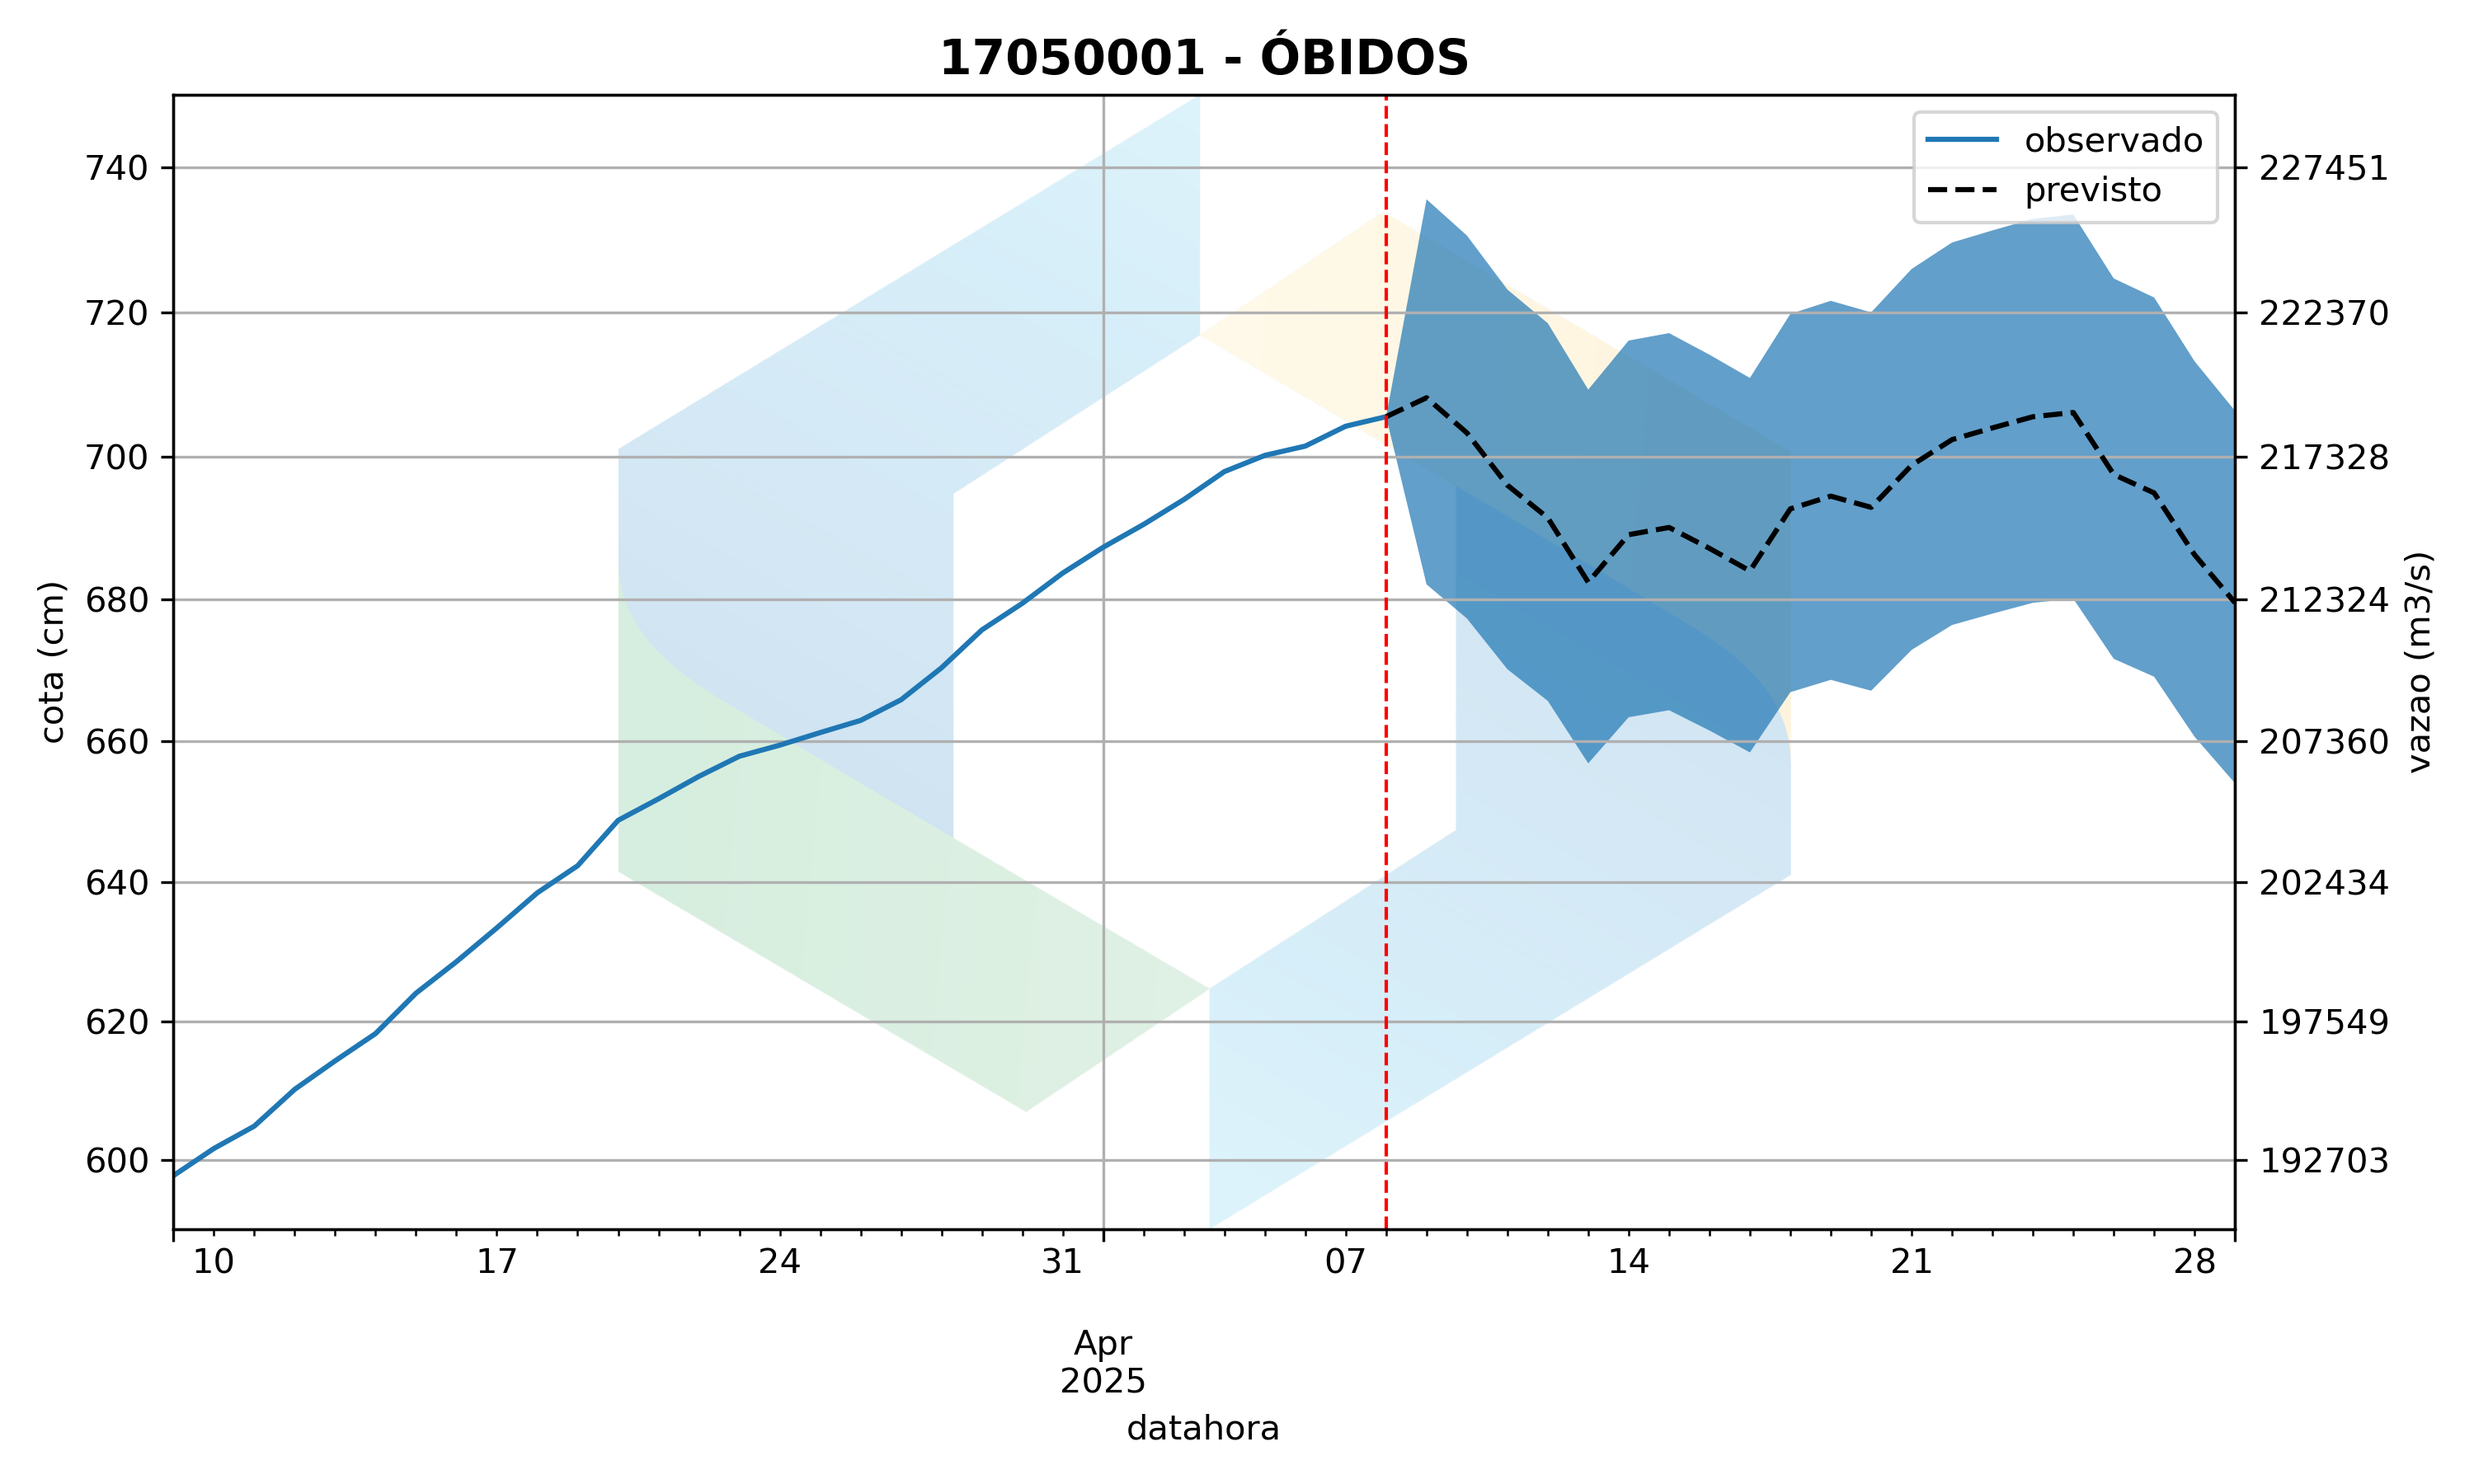 17050001 - ÓBIDOS
observado
previsto
cota (cm)
740
720
700
680
660
640
620
600
227451
222370
217328
212324
207360
202434
197549
192703
vazao (m3/s)
10 17 24 31 07 14 21 28
Apr
2025
datahora